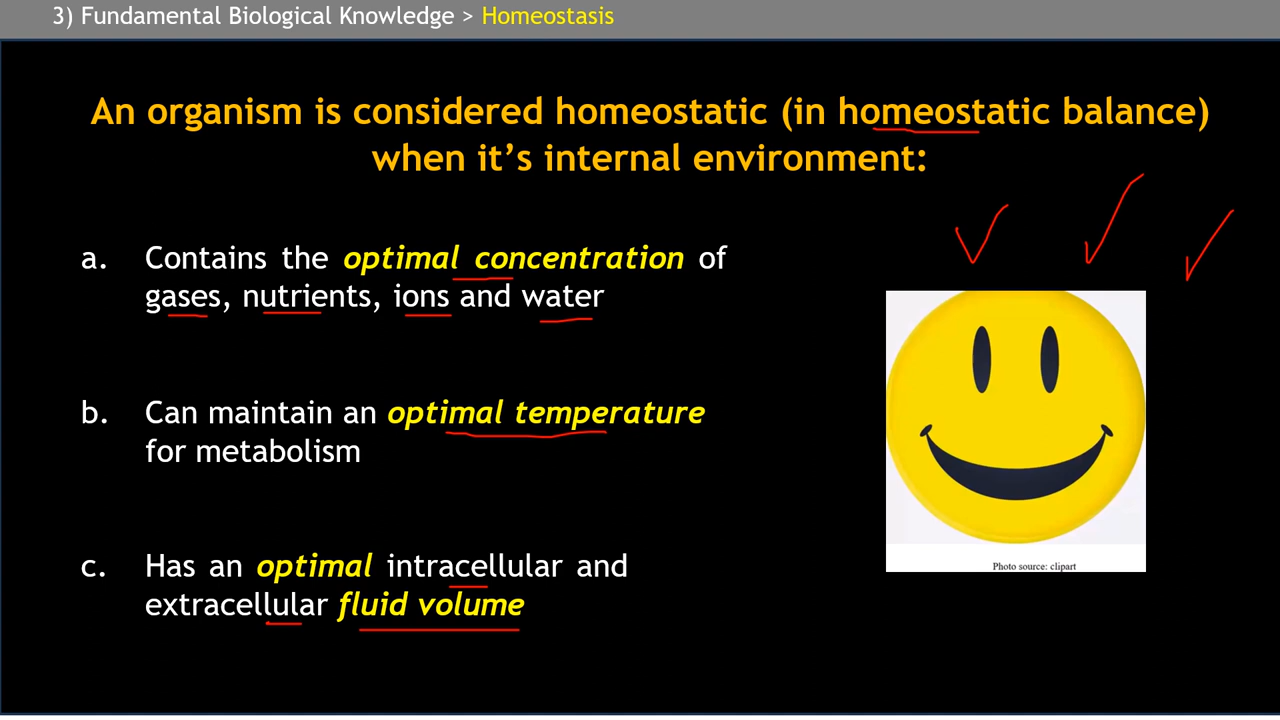 3) Fundamental Biological Knowledge > Homeostasis
An organism is considered homeostatic (in homeostatic balance)
when it’s internal environment:
a. Contains the optimal concentration of
gases, nutrients, ions and water
b. Can maintain an optimal temperature
for metabolism
c. Has an optimal intracellular and
extracellular fluid volume
Photo source: clipart